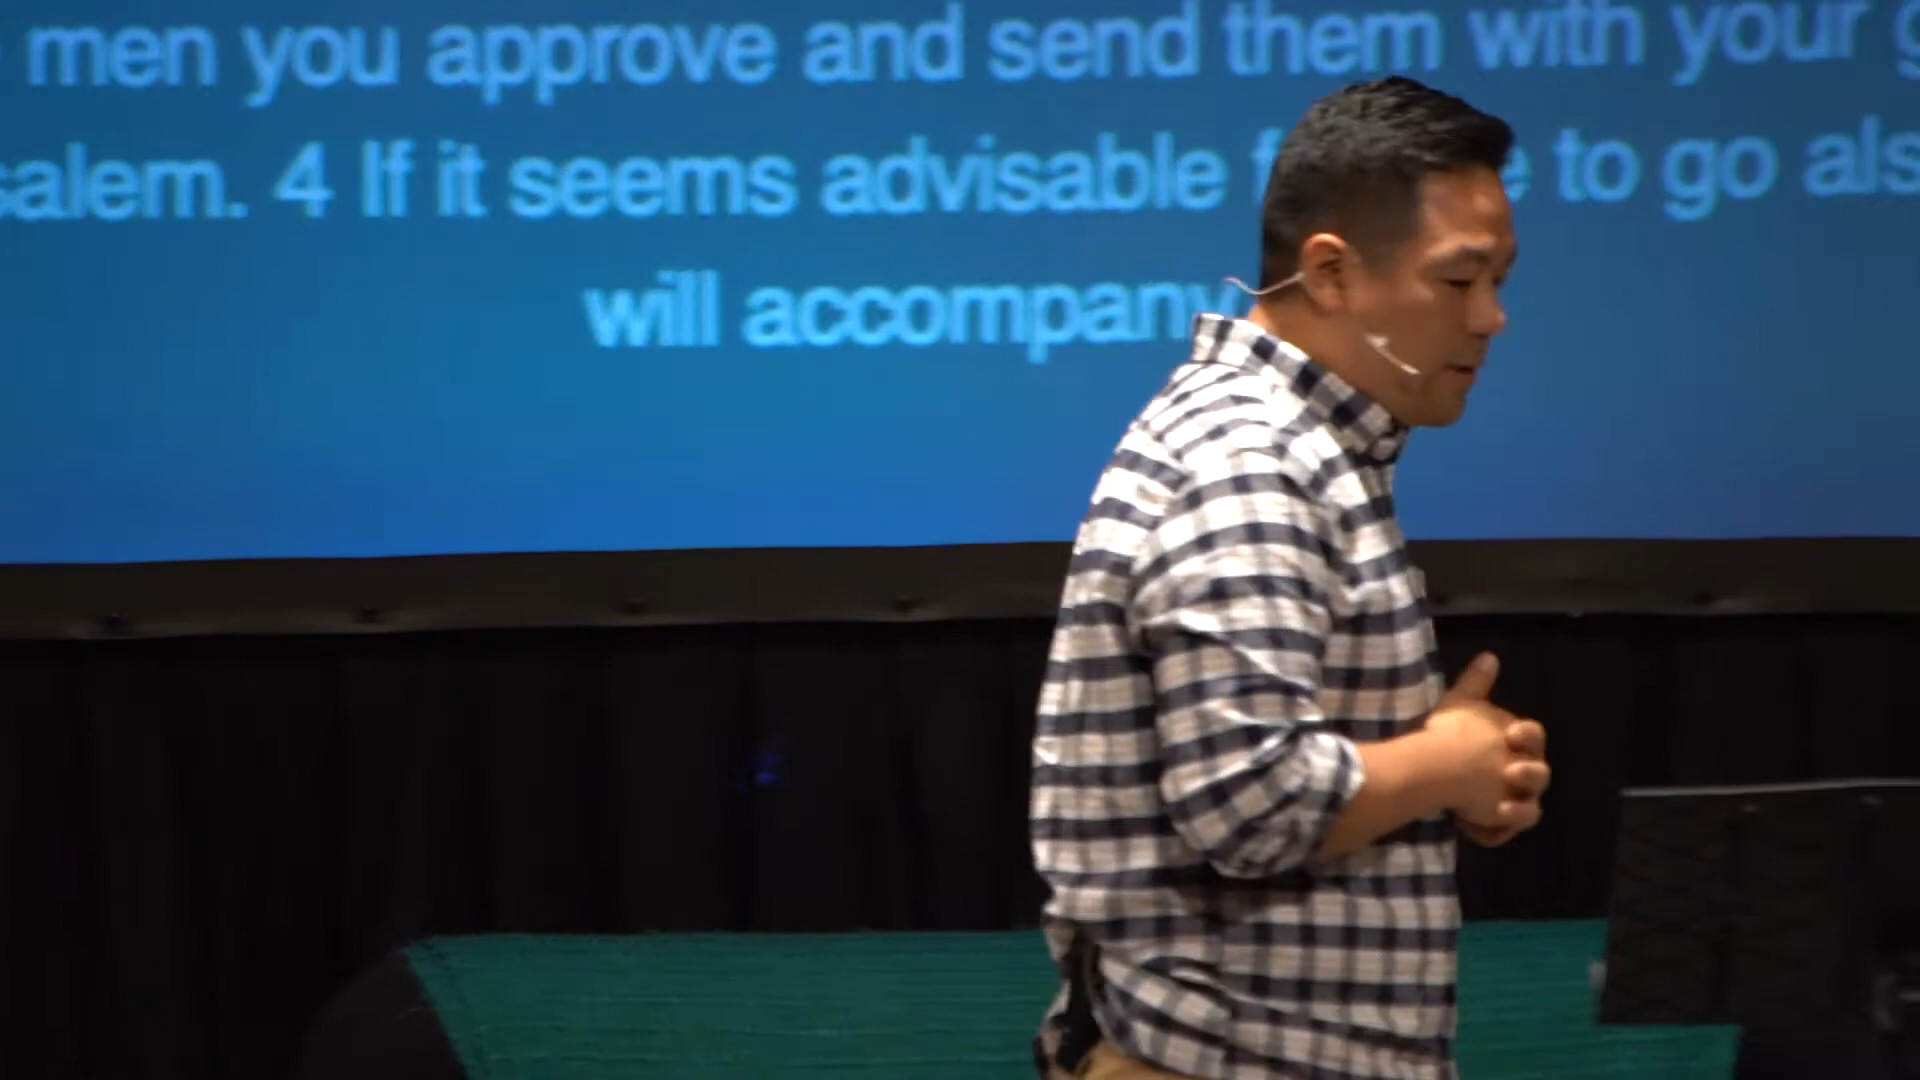 men you approve and send them with your
salem. 4 If it seems advisable to go als
will accompany